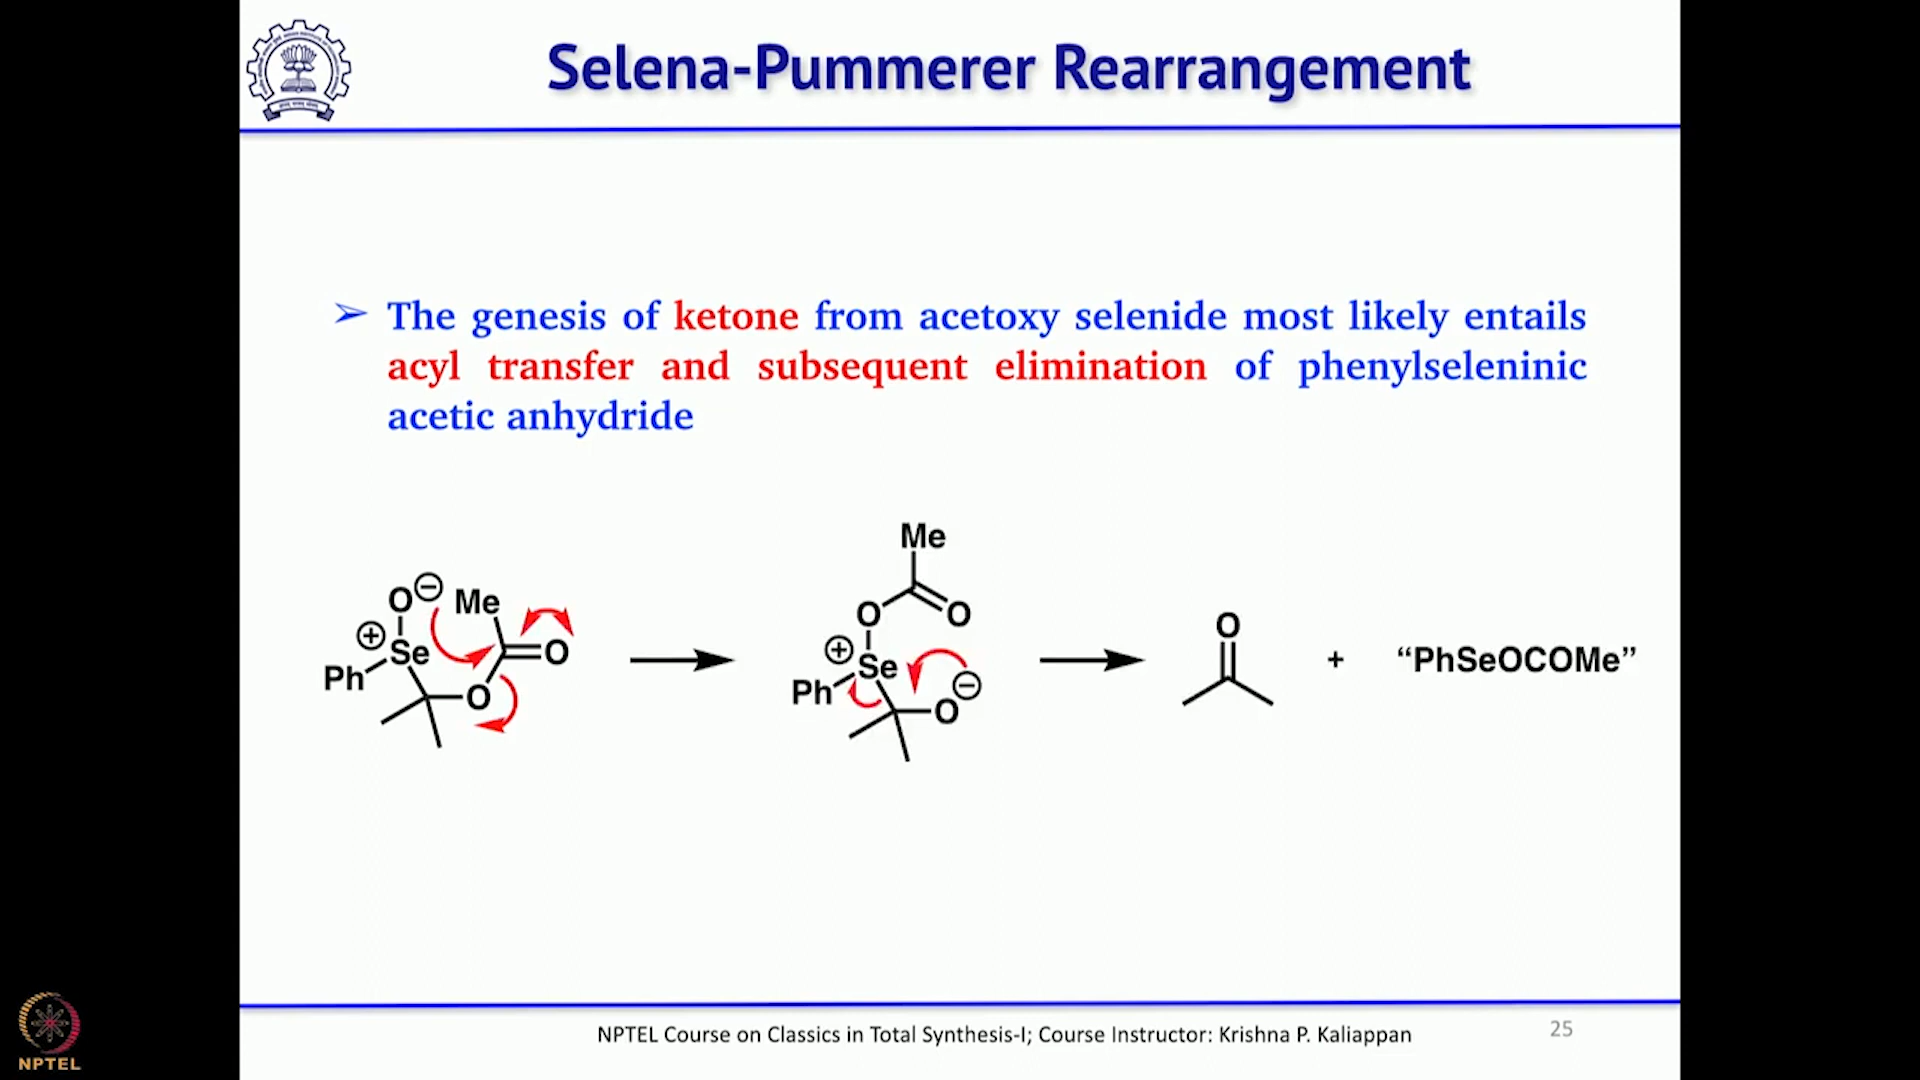 Selena-Pummerer Rearrangement
➢ The genesis of ketone from acetoxy selenide most likely entails
acyl transfer and subsequent elimination of phenylseleninic
acetic anhydride
O ⊖ Me
⊕ Se O
Ph O
Me
O O
⊕ Se
Ph ⊖ O
O
+ “PhSeOCOMe”
NPTEL Course on Classics in Total Synthesis-I; Course Instructor: Krishna P. Kaliappan
25
NPTEL